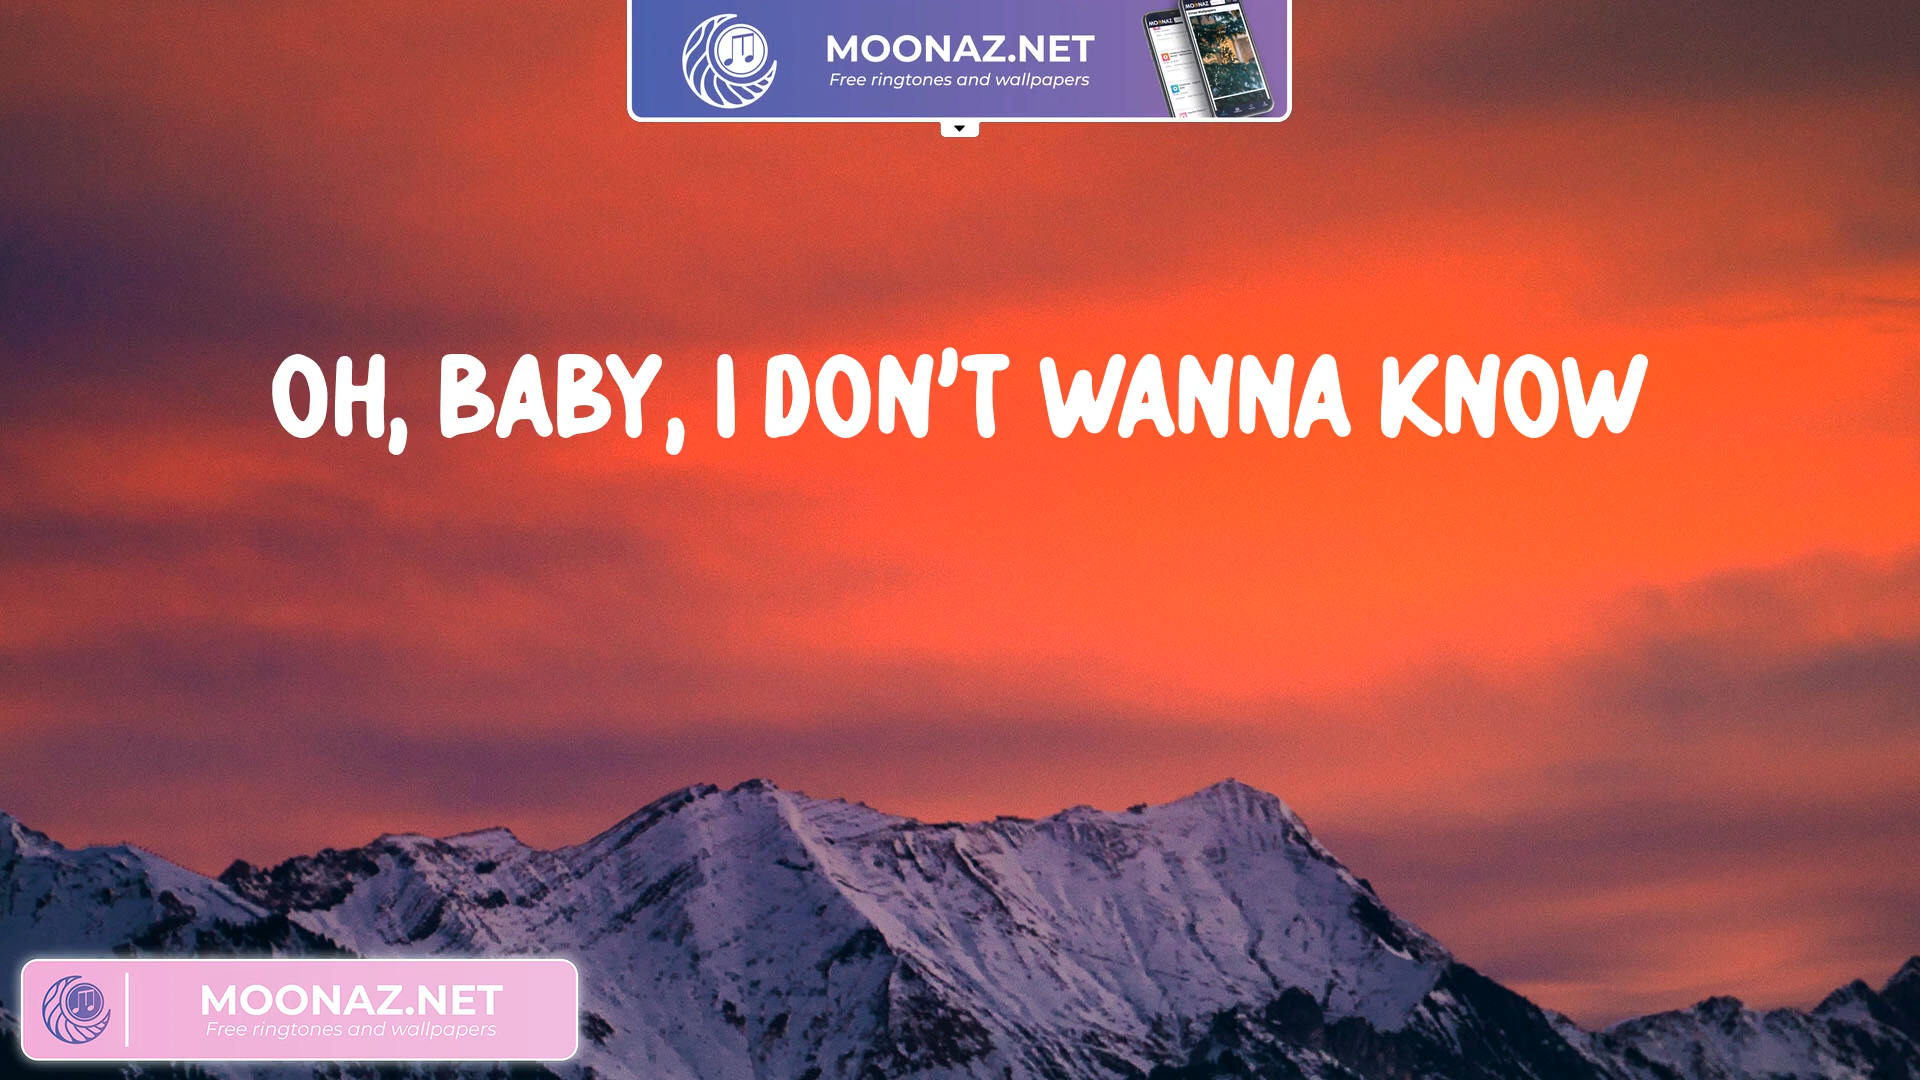 MOONAZ.NET
Free ringtones and wallpapers
OH, BABY, I DON'T WANNA KNOW
MOONAZ.NET
Free ringtones and wallpapers